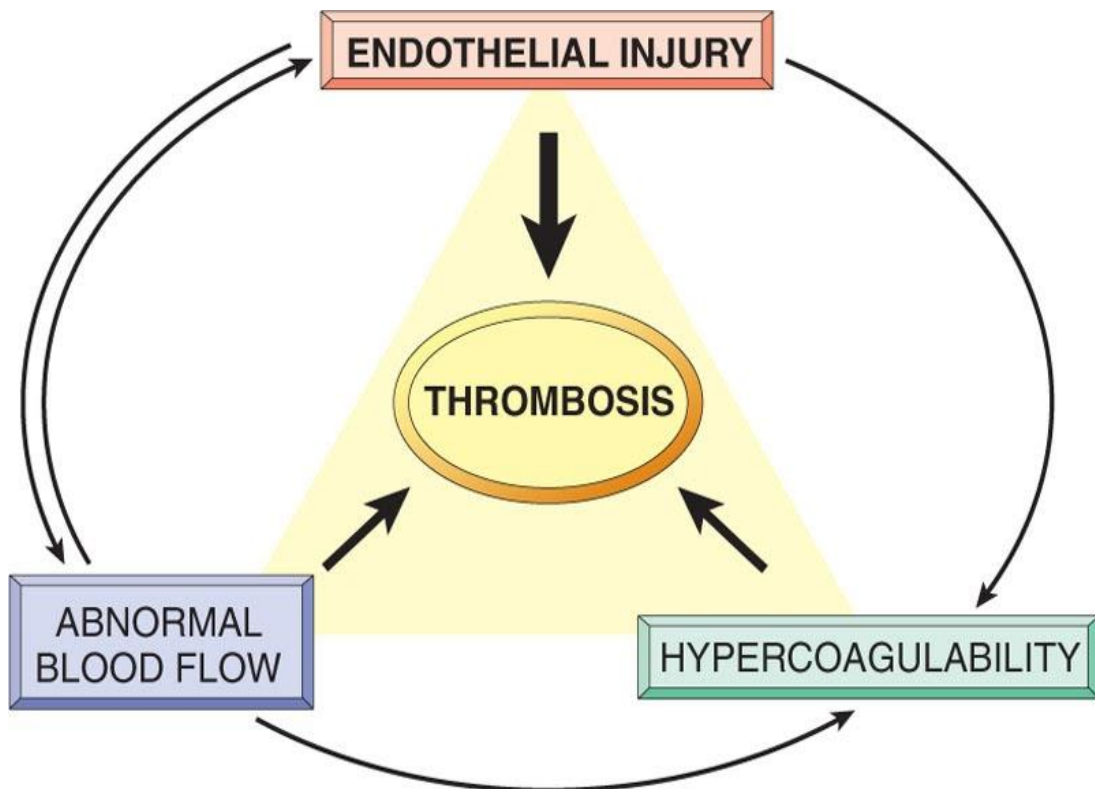 ENDOTHELIAL INJURY
THROMBOSIS
ABNORMAL
BLOOD FLOW
HYPERCOAGULABILITY